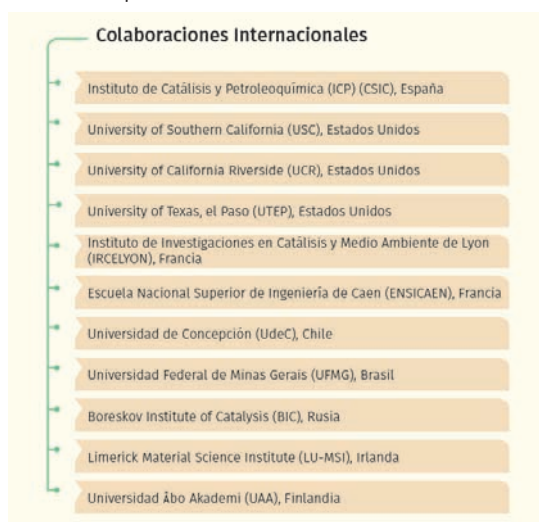 Colaboraciones Internacionales
Instituto de Catálisis y Petroleoquímica (ICP) (CSIC), España
University of Southern California (USC), Estados Unidos
University of California Riverside (UCR), Estados Unidos
University of Texas, el Paso (UTEP), Estados Unidos
Instituto de Investigaciones en Catálisis y Medio Ambiente de Lyon
(IRCELYON), Francia
Escuela Nacional Superior de Ingeniería de Caen (ENSICAEN), Francia
Universidad de Concepción (UdeC), Chile
Universidad Federal de Minas Gerais (UFMG), Brasil
Boreskov Institute of Catalysis (BIC), Rusia
Limerick Material Science Institute (LU-MSI), Irlanda
Universidad Åbo Akademi (UAA), Finlandia